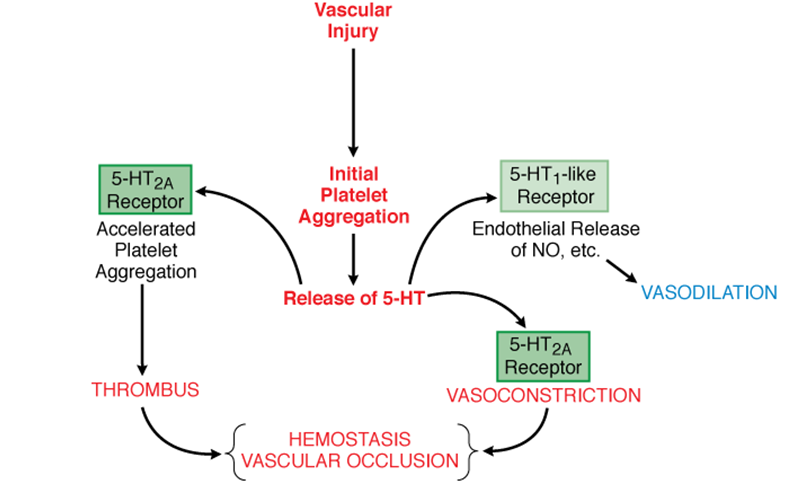 Vascular
Injury
Initial
Platelet
Aggregation
5-HT2A
Receptor
Accelerated
Platelet
Aggregation
5-HT1-like
Receptor
Endothelial Release
of NO, etc.
VASODILATION
Release of 5-HT
5-HT2A
Receptor
VASOCONSTRICTION
THROMBUS
HEMOSTASIS
VASCULAR OCCLUSION